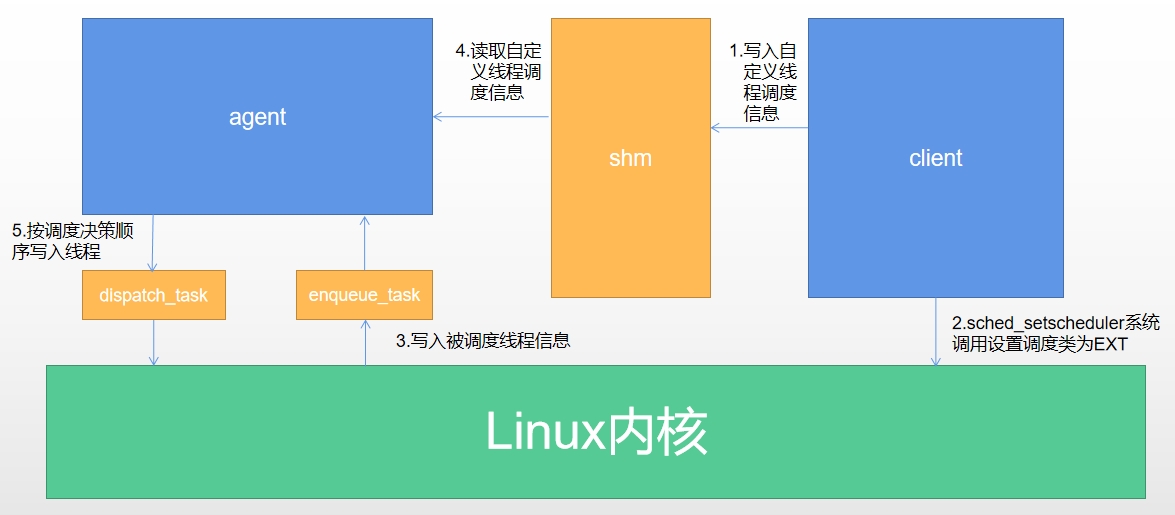 agent
4.读取自定
义线程调
度信息
shm
1.写入自
定义线
程调度
信息
client
5.按调度决策顺
序写入线程
dlspatch_task
enqueue_task
3.写入被调度线程信息
2.sched_setscheduler系统
调用设置调度类为EXT
Linux内核